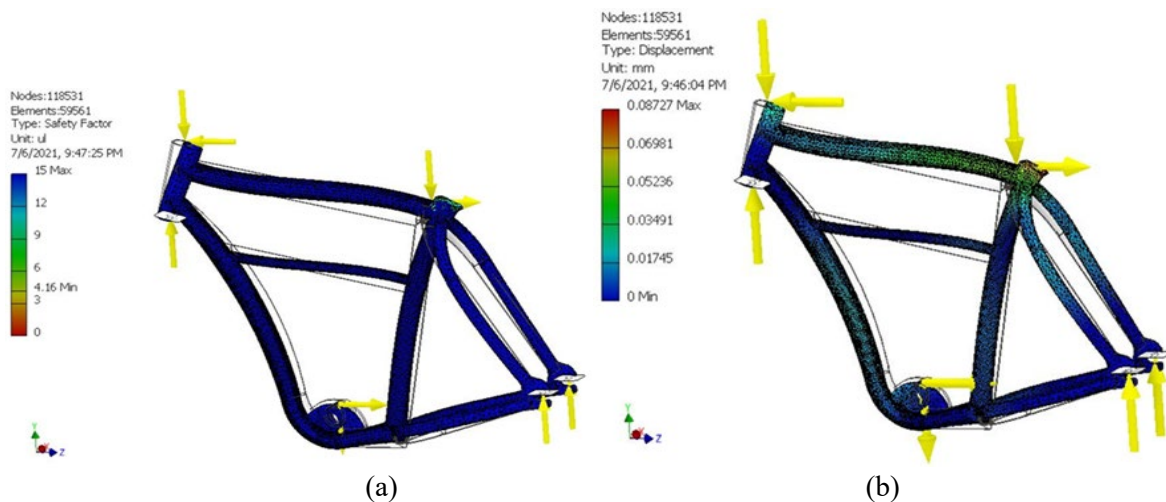 Nodes:118531
Elements:59561
Type: Safety Factor
Unit: ul
7/6/2021, 9:47:25 PM
15 Max
12
9
6
4.16 Min
3
0
Y
Z
(a)
Nodes:118531
Elements:59561
Type: Displacement
Unit: mm
7/6/2021, 9:46:04 PM
0.08727 Max
0.06981
0.05236
0.03491
0.01745
0 Min
Y
Z
(b)